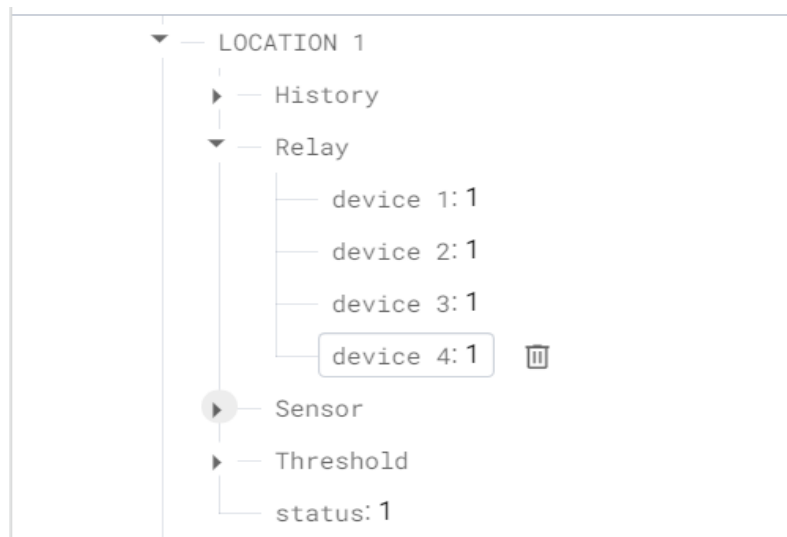 LOCATION 1
History
Relay
device 1: 1
device 2: 1
device 3: 1
device 4: 1
Sensor
Threshold
status: 1